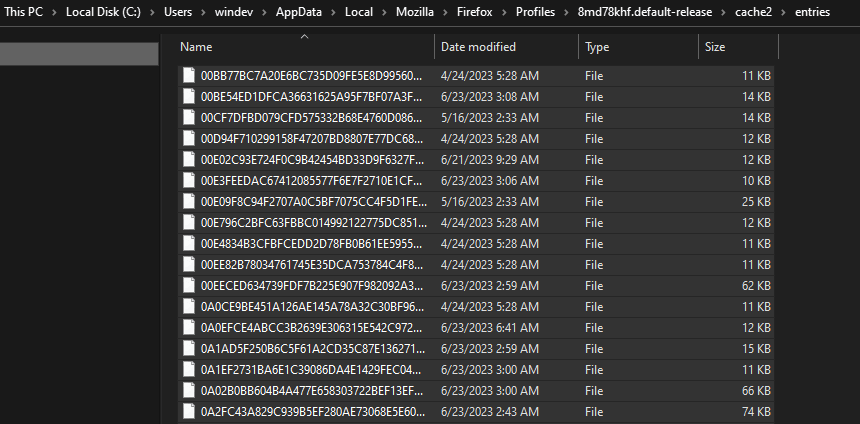 This PC > Local Disk (C:) > Users > windev > AppData > Local > Mozilla > Firefox > Profiles > 8md78khf.default-release > cache2 > entries
Name Date modified Type Size
00BB77BC7A20E6BC735D09FE5E8D99560... 4/24/2023 5:28 AM File 11 KB
00BE54ED1DFCA36631625A95F7BF07A3F... 6/23/2023 3:08 AM File 14 KB
00CF7DFBD079CFD575332B68E4760D086... 5/16/2023 2:33 AM File 14 KB
00D94F710299158F47207BD8807E77DC68... 4/24/2023 5:28 AM File 12 KB
00E02C93E724F0C9B42454BD33D9F6327F... 6/21/2023 9:29 AM File 12 KB
00E3FEEDAC67412085577F6E7F2710E1CF... 6/23/2023 3:06 AM File 10 KB
00E09F8C94F2707A0C5BF7075CC4F5D1FE... 5/16/2023 2:33 AM File 25 KB
00E796C2BFC63FBBC014992122775DC851... 4/24/2023 5:28 AM File 12 KB
00E4834B3CFBFCEDD2D78FB0B61EE5955... 4/24/2023 5:28 AM File 11 KB
00EE82B78034761745E35DCA753784C4F8... 4/24/2023 5:28 AM File 11 KB
00EECED634739FDF7B225E907F982092A3... 6/23/2023 2:59 AM File 62 KB
0A0CE9BE451A126AE145A78A32C30BF96... 4/24/2023 5:28 AM File 11 KB
0A0EFCE4ABCC3B2639E306315E542C972... 6/23/2023 6:41 AM File 12 KB
0A1AD5F250B6C5F61A2CD35C87E136271... 6/23/2023 2:59 AM File 15 KB
0A1EF2731BA6E1C39086DA4E1429FEC04... 6/23/2023 3:00 AM File 11 KB
0A02B0BB604B4A477E658303722BEF13EF... 6/23/2023 3:00 AM File 66 KB
0A2FC43A829C939B5EF280AE73068E5E60... 6/23/2023 2:43 AM File 74 KB